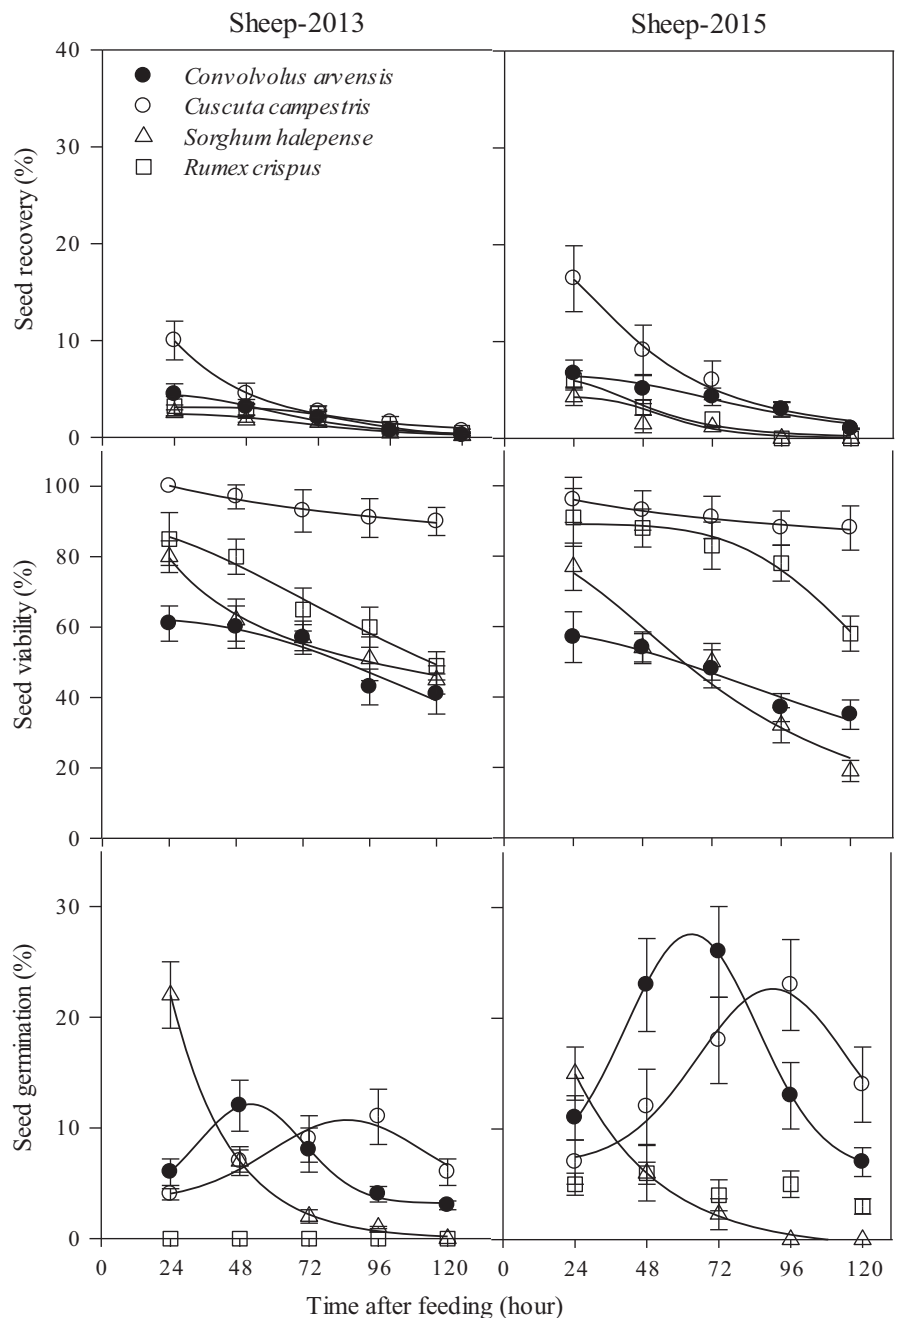 Sheep-2013
Sheep-2015
40
30
20
10
0
Seed recovery (%)
Convolvolus arvensis
Cuscuta campestris
Sorghum halepense
Rumex crispus
100
80
60
40
20
0
Seed viability (%)
30
20
10
0
Seed germination (%)
0 24 48 72 96 120
0 24 48 72 96 120
Time after feeding (hour)